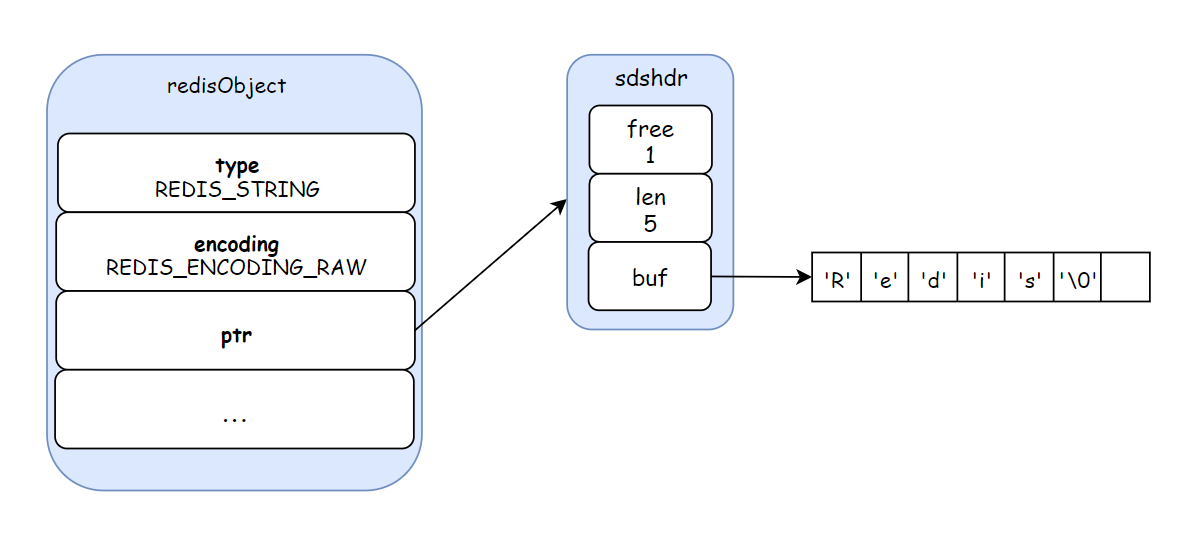 redisObject
type
REDIS_STRING
encoding
REDIS_ENCODING_RAW
ptr
...
sdshdr
free
1
len
5
buf
'R' 'e' 'd' 'i' 's' '\0'